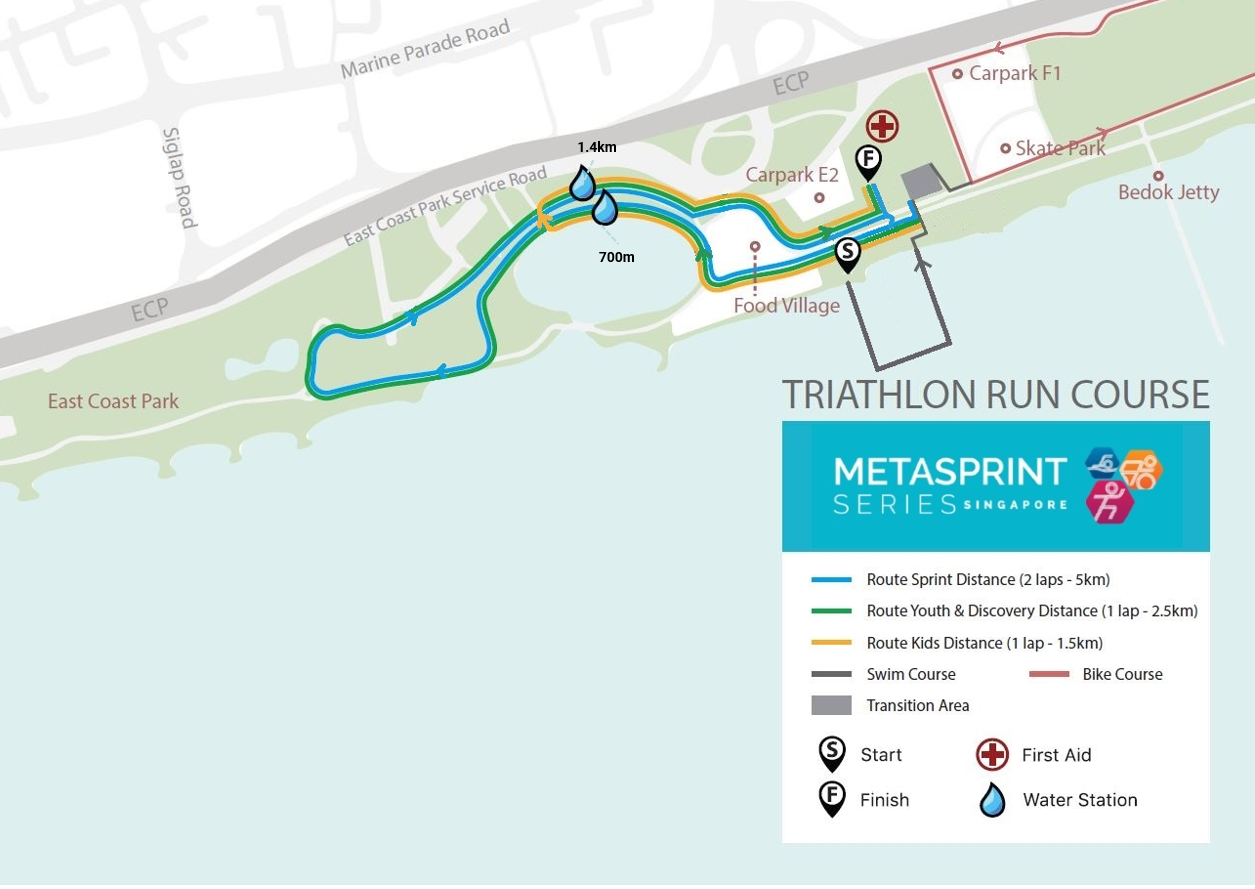 Marine Parade Road
ECP
Carpark F1
Siglap Road
F
1.4km
Skate Park
Carpark E2
Bedok Jetty
East Coast Park Service Road
S
700m
Food Village
ECP
East Coast Park
TRIATHLON RUN COURSE
METASPRINT
SERIES SINGAPORE
Route Sprint Distance (2 laps - 5km)
Route Youth & Discovery Distance (1 lap - 2.5km)
Route Kids Distance (1 lap - 1.5km)
Swim Course
Bike Course
Transition Area
S
Start
First Aid
F
Finish
Water Station